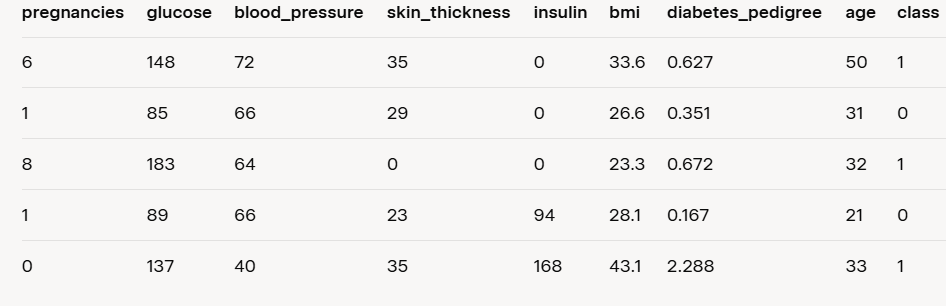 pregnancies glucose blood_pressure skin_thickness insulin bmi diabetes_pedigree age class
6 148 72 35 0 33.6 0.627 50 1
1 85 66 29 0 26.6 0.351 31 0
8 183 64 0 0 23.3 0.672 32 1
1 89 66 23 94 28.1 0.167 21 0
0 137 40 35 168 43.1 2.288 33 1